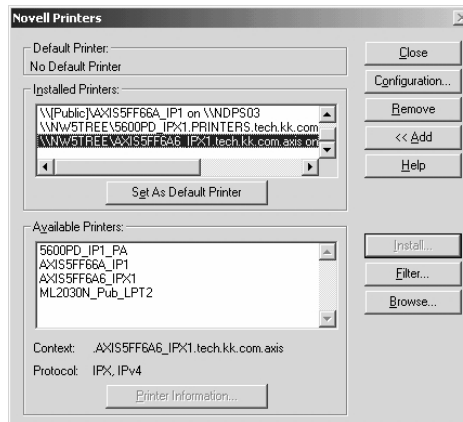 Novell Printers
Default Printer:
No Default Printer
Close
Configuration...
Installed Printers:
\\[Public]\AXIS5FF66A_IP1 on \\NDPS03
\\NW5TREE\5600PD_IPX1.PRINTERS.tech.kk.com
\\NW5TREE\AXIS5FF6A6_IPX1.tech.kk.com.axis on
Remove
<< Add
Help
Set As Default Printer
Available Printers:
5600PD_IP1_PA
AXIS5FF66A_IP1
AXIS5FF6A6_IPX1
ML2030N_Pub_LPT2
Install...
Filter...
Browse...
Context: .AXIS5FF6A6_IPX1.tech.kk.com.axis
Protocol: IPX, IPv4
Printer Information...